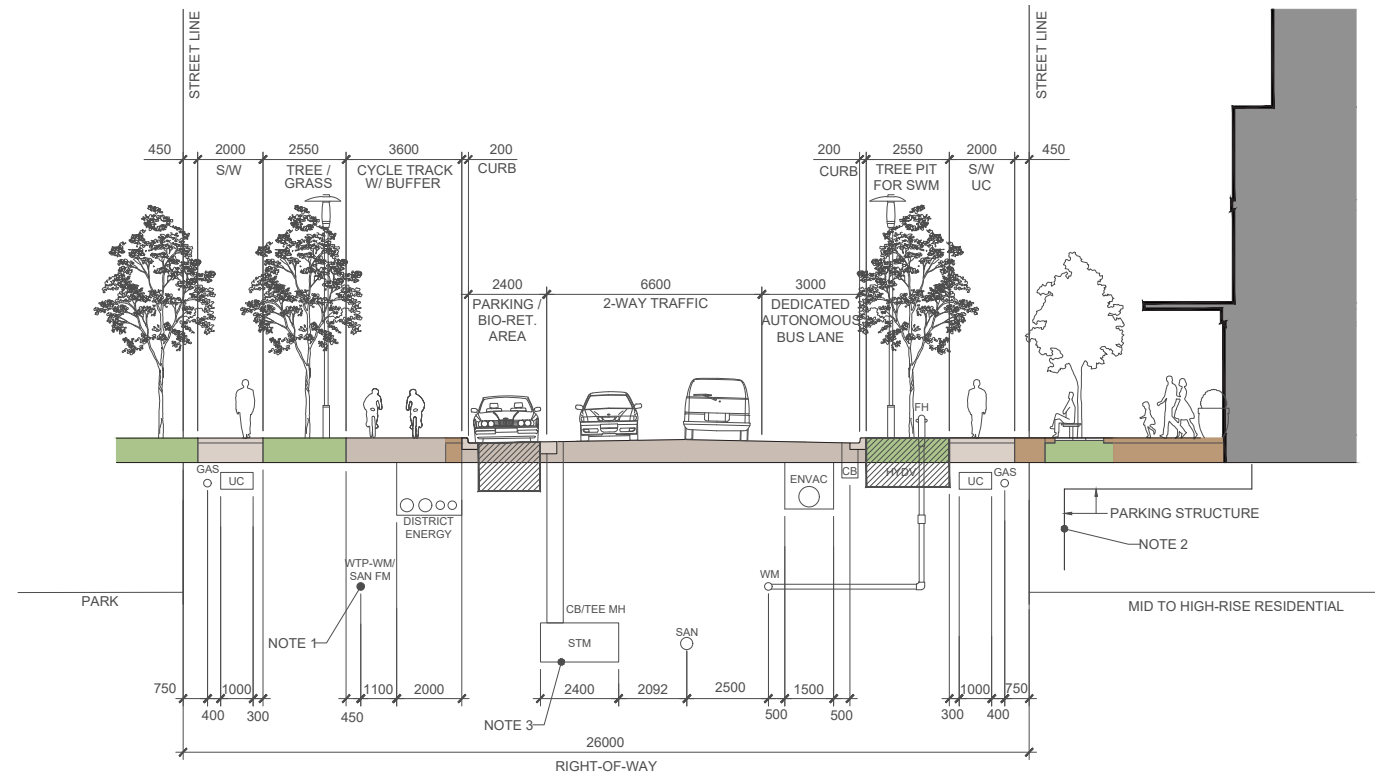 STREET LINE
STREET LINE
450
2000
2550
3600
200
200
2550
2000
450
S/W
TREE /
GRASS
CYCLE TRACK
W/ BUFFER
CURB
CURB
TREE PIT
FOR SWM
S/W
UC
2400
6600
3000
PARKING /
BIO-RET.
AREA
2-WAY TRAFFIC
DEDICATED
AUTONOMOUS
BUS LANE
FH
GAS
UC
ENVAC
CB
HYDV
UC
GAS
DISTRICT
ENERGY
PARKING STRUCTURE
NOTE 2
WTP-WM/
SAN FM
WM
PARK
CB/TEE MH
MID TO HIGH-RISE RESIDENTIAL
NOTE 1
STM
SAN
750
1000
1100
2000
2400
2092
2500
1500
1000
750
400
300
450
500
500
300
400
NOTE 3
26000
RIGHT-OF-WAY